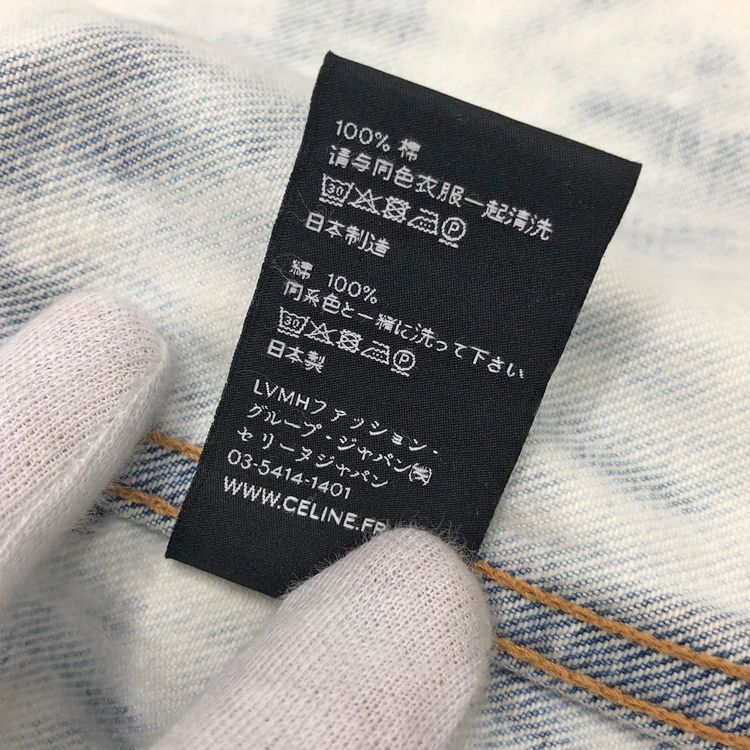 100% 棉
请与同色衣服一起清洗
30 P
日本制造
綿 100%
同系色と一緒に洗って下さい
30 P
日本製
LVMHファッション・
グループ・ジャパン㈱
セリーヌジャパン
03-5414-1401
WWW.CELINE.FR